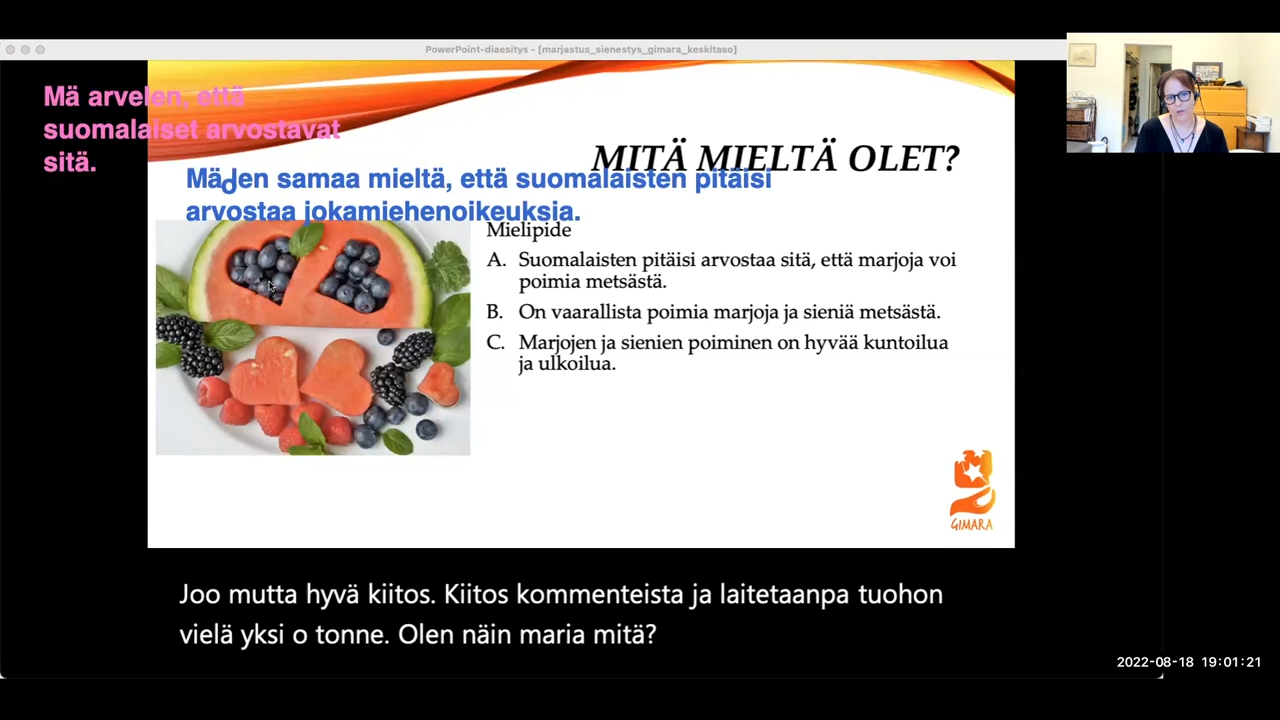 PowerPoint-diaesitys - [marjastus_sienestys_gimara_keskitaso]
Mä arvelen, että
suomalaiset arvostavat
sitä.
MITÄ MIELTÄ OLET?
Mä olen samaa mieltä, että suomalaisten pitäisi
arvostaa jokamiehenoikeuksia.
Mielipide
A. Suomalaisten pitäisi arvostaa sitä, että marjoja voi
poimia metsästä.
B. On vaarallista poimia marjoja ja sieniä metsästä.
C. Marjojen ja sienien poiminen on hyvää kuntoilua
ja ulkoilua.
GIMARA
Joo mutta hyvä kiitos. Kiitos kommenteista ja laitetaanpa tuohon
vielä yksi o tonne. Olen näin maria mitä?
2022-08-18 19:01:21